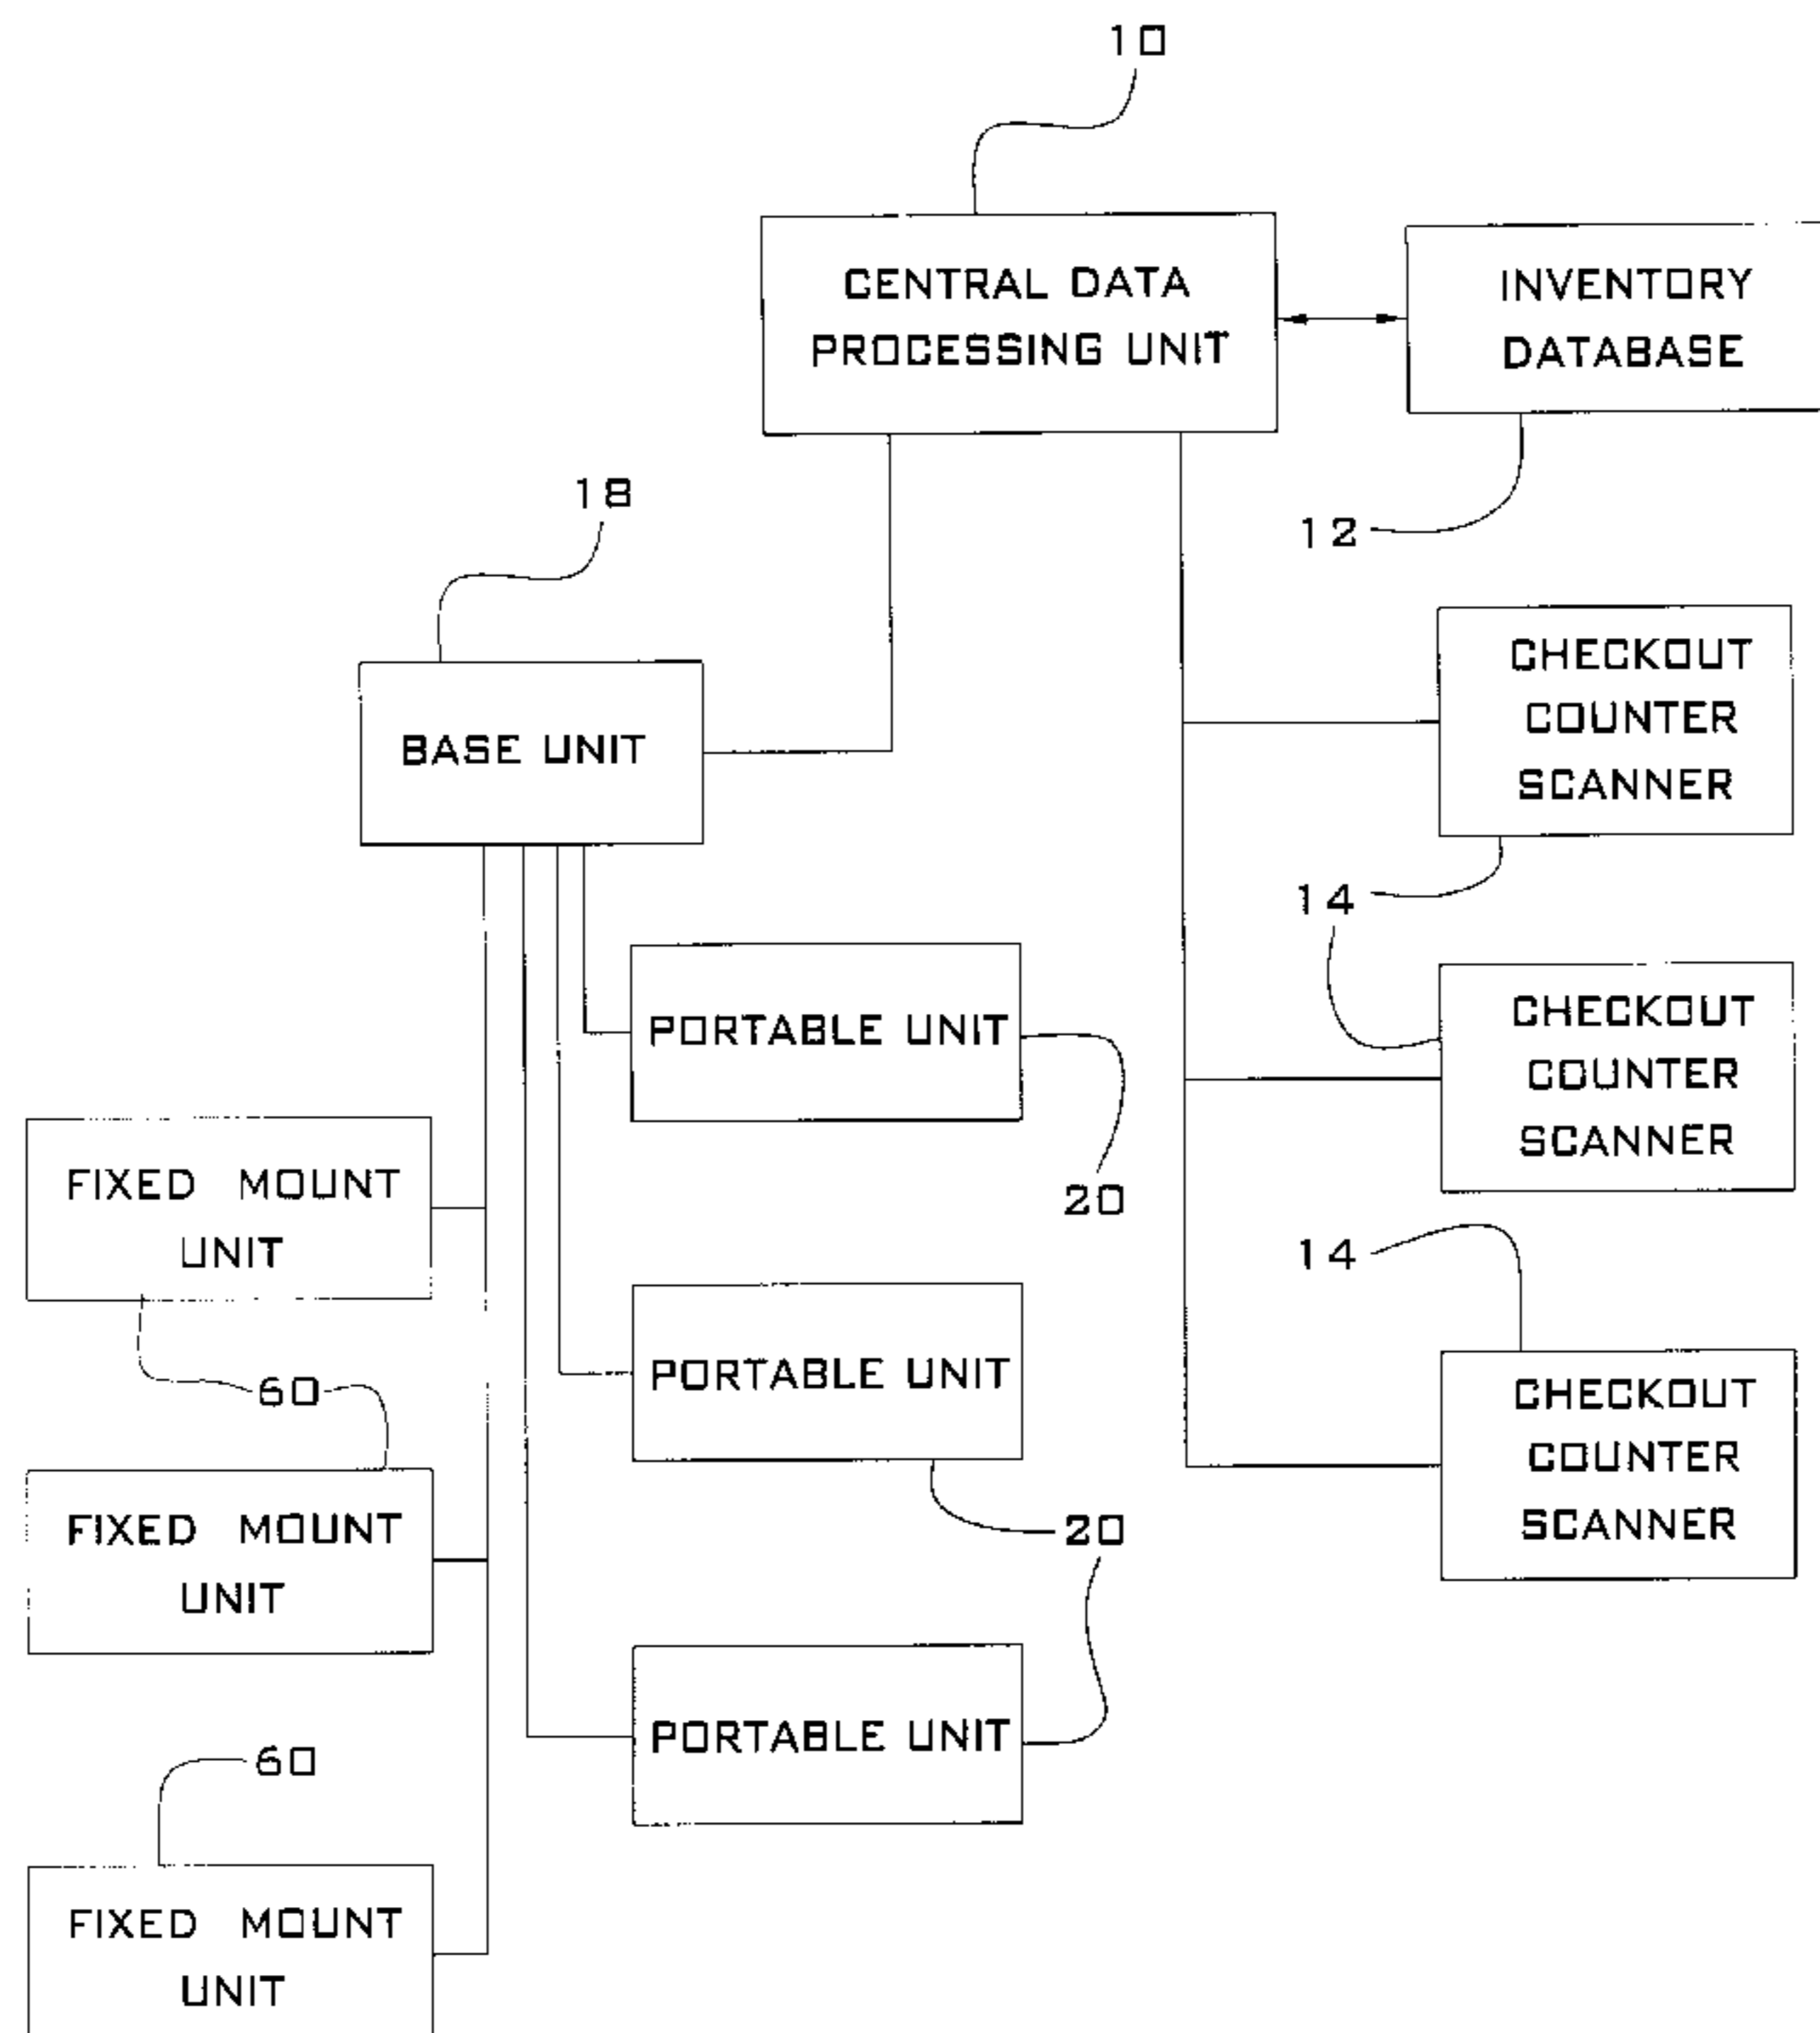 10
CENTRAL DATA
PROCESSING UNIT
INVENTORY
DATABASE
12
18
BASE UNIT
CHECKOUT
COUNTER
SCANNER
14
CHECKOUT
COUNTER
SCANNER
14
CHECKOUT
COUNTER
SCANNER
PORTABLE UNIT
20
PORTABLE UNIT
20
PORTABLE UNIT
FIXED MOUNT
UNIT
60
FIXED MOUNT
UNIT
60
FIXED MOUNT
UNIT